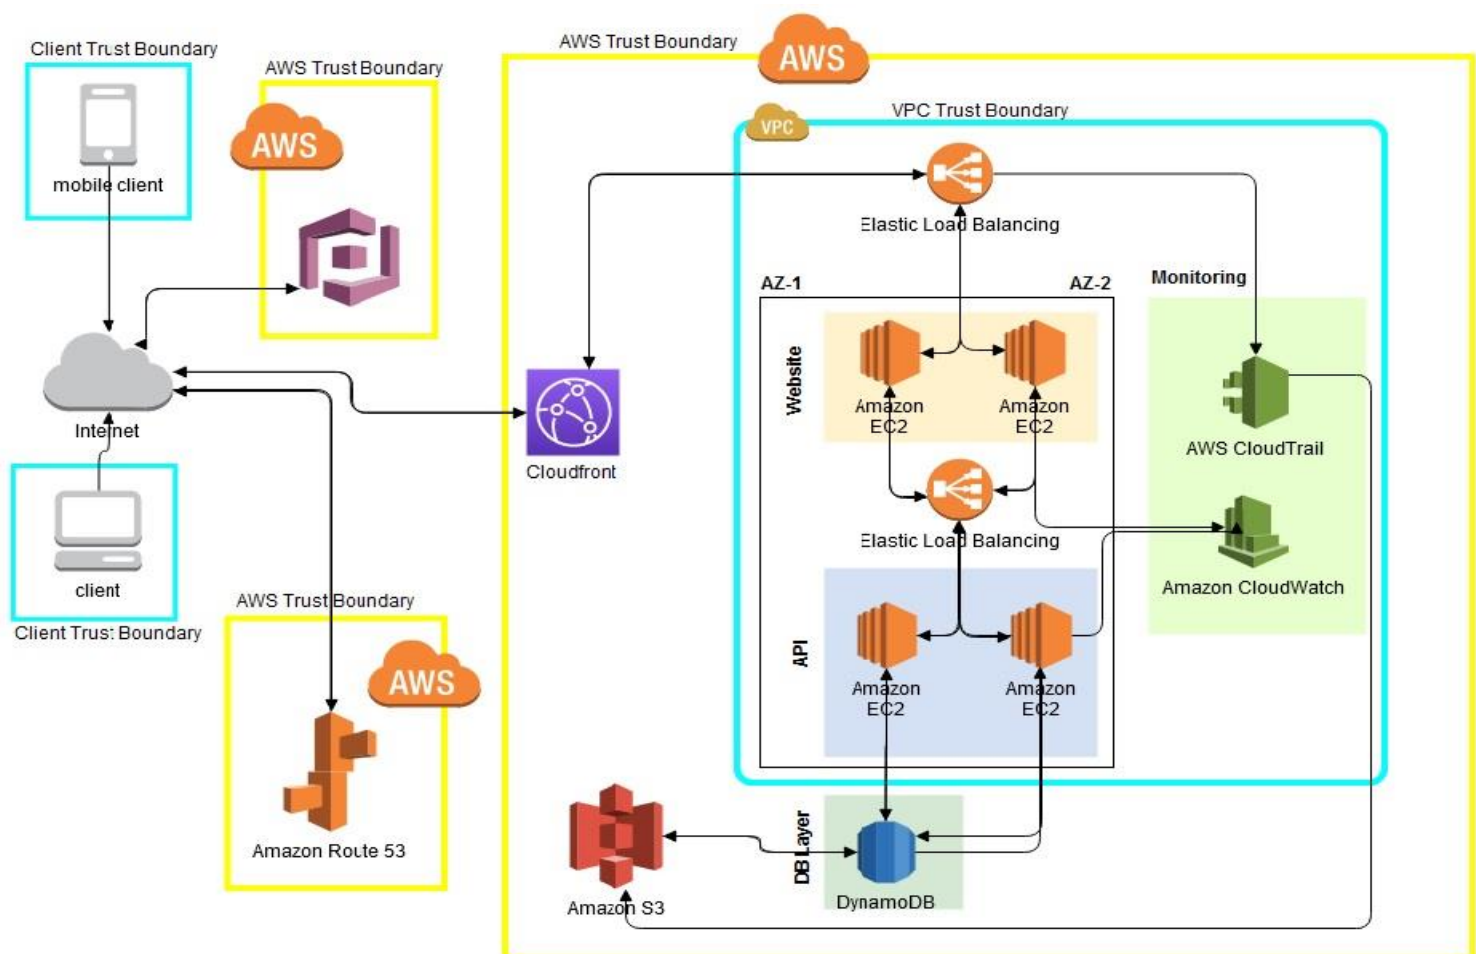 Client Trust Boundary
mobile client
AWS Trust Boundary
AWS
AWS Trust Boundary
AWS
VPC Trust Boundary
VPC
Elastic Load Balancing
AZ-1
AZ-2
Monitoring
Website
Amazon
EC2
Amazon
EC2
AWS CloudTrail
Internet
Cloudfront
Elastic Load Balancing
Amazon CloudWatch
client
Client Trust Boundary
AWS Trust Boundary
AWS
API
Amazon
EC2
Amazon
EC2
Amazon Route 53
DB Layer
Amazon S3
DynamoDB